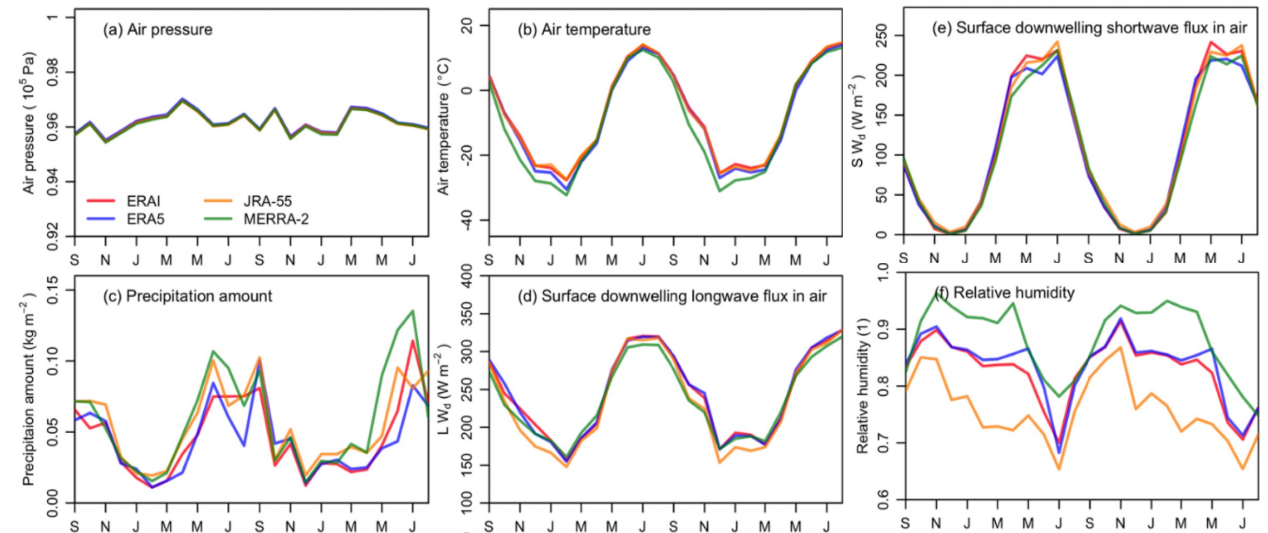 (a) Air pressure
Air pressure ( 10⁵ Pa)
1
0.98
0.96
0.94
0.92
ERAI
ERA5
JRA-55
MERRA-2
S N J M M J S N J M M J
(b) Air temperature
Air temperature (°C)
20
0
20
40
S N J M M J S N J M M J
(e) Surface downwelling shortwave flux in air
S W_d (W m⁻²)
250
200
150
100
50
0
S N J M M J S N J M M J
(c) Precipitation amount
Precipitaion amount (kg m⁻²)
0.15
0.10
0.05
0.00
S N J M M J S N J M M J
(d) Surface downwelling longwave flux in air
L W_d (W m⁻²)
400
350
300
250
200
150
100
S N J M M J S N J M M J
(f) Relative humidity
Relative humidity (1)
1.0
0.9
0.8
0.7
0.6
S N J M M J S N J M M J